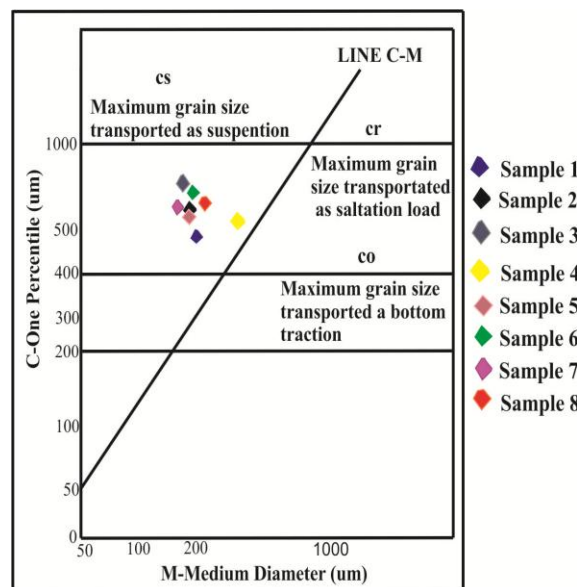 LINE C-M
cs
Maximum grain size
transported as suspention
cr
1000
Maximum grain
size transportated
as saltation load
500
co
400
Maximum grain size
transported a bottom
traction
300
200
100
50
0
C-One Percentile (um)
50
100
200
1000
M-Medium Diameter (um)
Sample 1
Sample 2
Sample 3
Sample 4
Sample 5
Sample 6
Sample 7
Sample 8